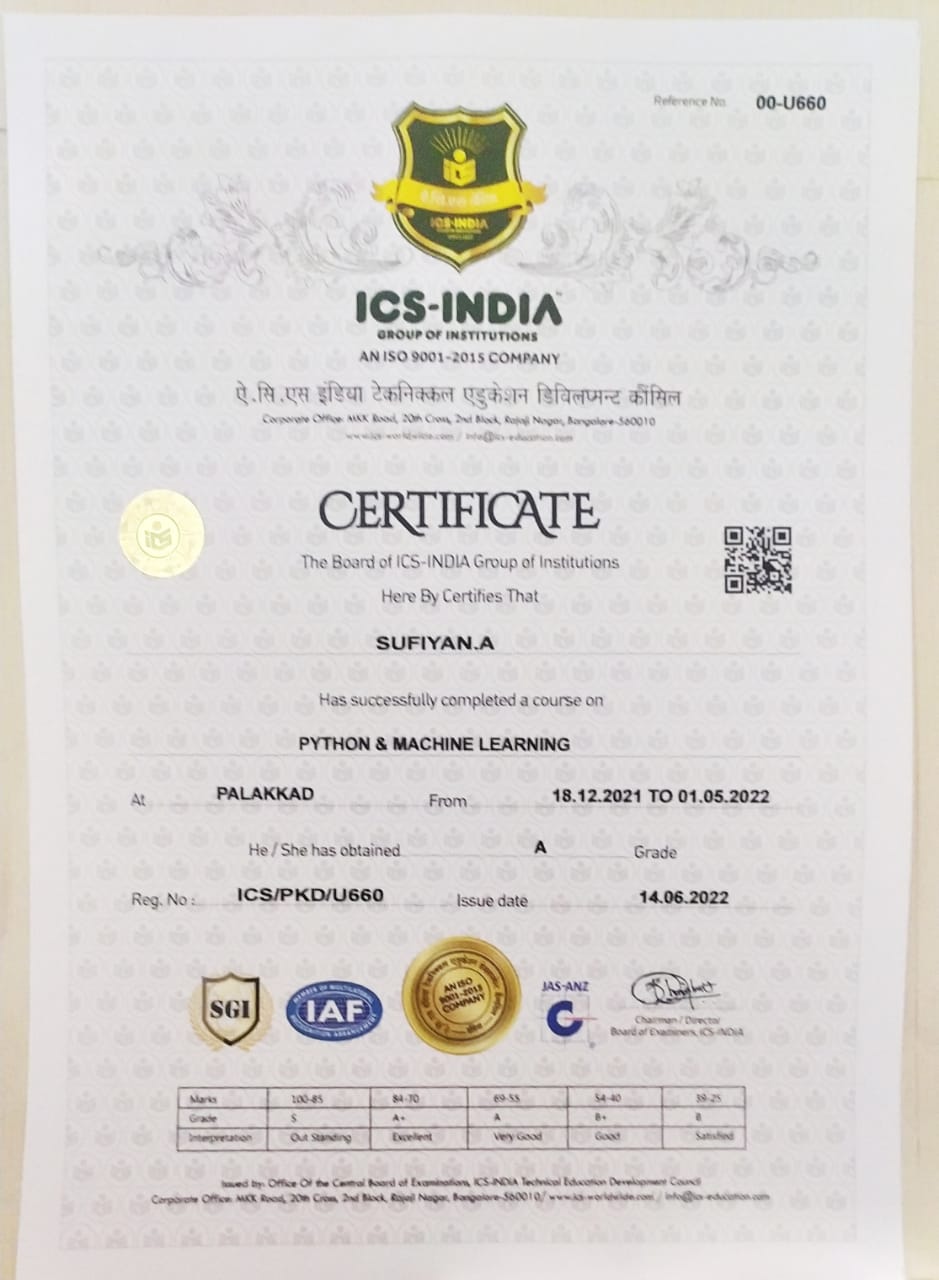 Reference No. 00-U660
ICS-INDIA
ICS-INDIA
GROUP OF INSTITUTIONS
AN ISO 9001-2015 COMPANY
ऐ.सि.एस इंडिया टेकनिक्कल एडुकेशन डिविलप्मन्ट कौंसिल
Corporate Office: MKK Road, 20th Cross, 2nd Block, Rajaji Nagar, Bangalore-560010
www.ics-worldwide.com / info@ics-education.com
CERTIFICATE
The Board of ICS-INDIA Group of Institutions
Here By Certifies That
SUFIYAN.A
Has successfully completed a course on
PYTHON & MACHINE LEARNING
At PALAKKAD From 18.12.2021 TO 01.05.2022
He / She has obtained A Grade
Reg. No : ICS/PKD/U660 Issue date 14.06.2022
SGI
MEMBER OF MULTILATERAL
IAF
RECOGNITION ARRANGEMENT
AN ISO
9001-2015
COMPANY
JAS-ANZ
Chairman / Director
Board of Examiners, ICS-INDIA
Marks 100-85 84-70 69-55 54-40 39-25
Grade S A+ A B+ B
Interpretation Out Standing Excellent Very Good Good Satisfied
Issued by: Office Of the Central Board of Examinations, ICS-INDIA Technical Education Development Council
Corporate Office: MKK Road, 20th Cross, 2nd Block, Rajaji Nagar, Bangalore-560010 / www.ics-worldwide.com / info@ics-education.com